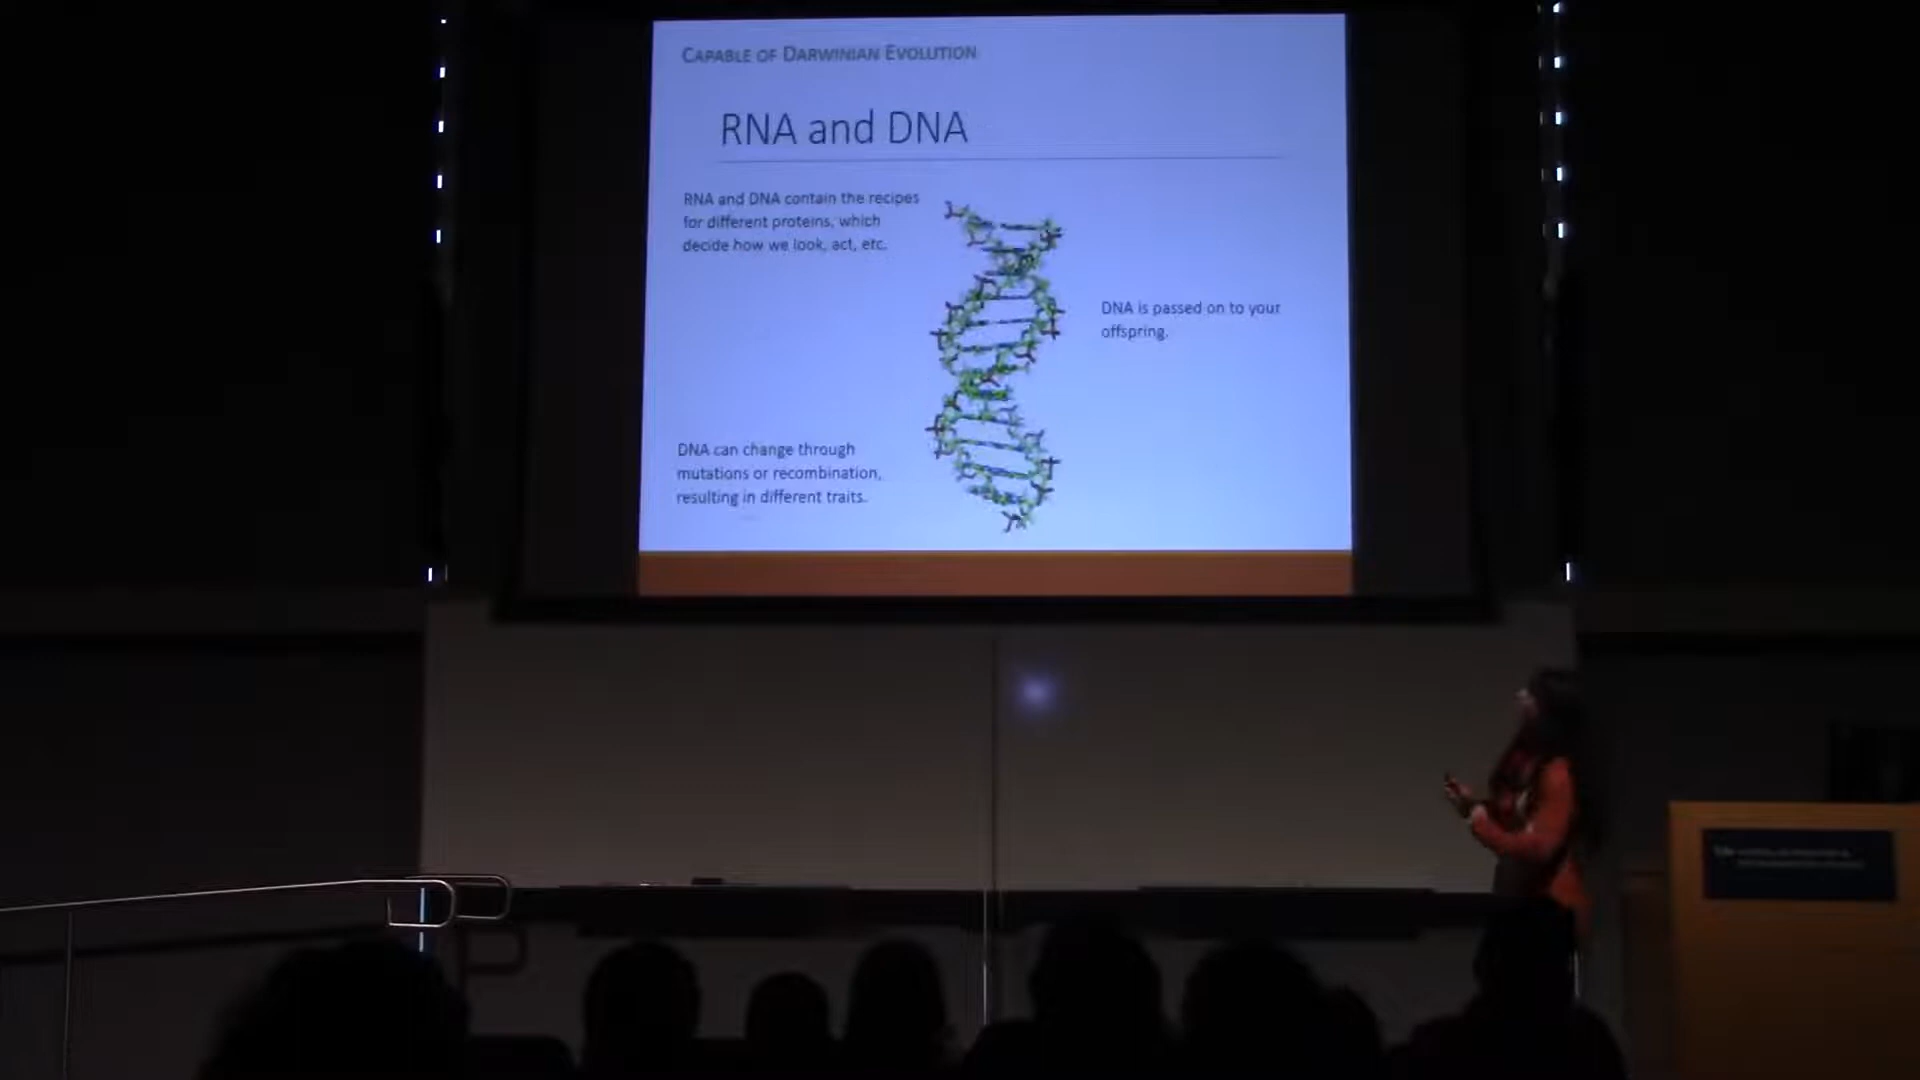 CAPABLE OF DARWINIAN EVOLUTION
RNA and DNA
RNA and DNA contain the recipes
for different proteins, which
decide how we look, act, etc.
DNA is passed on to your
offspring.
DNA can change through
mutations or recombination,
resulting in different traits.